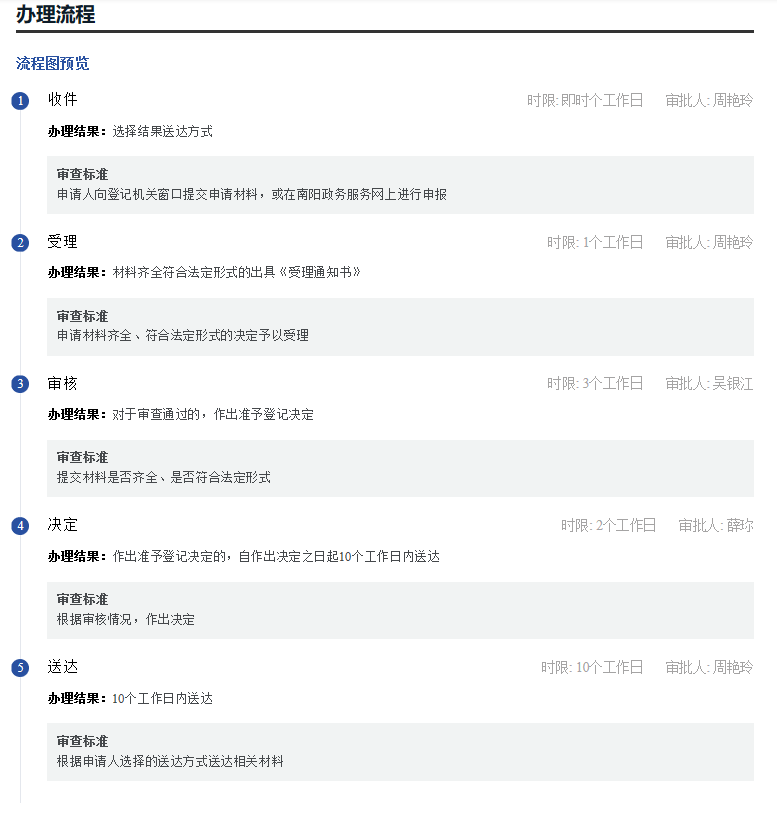 办理流程
流程图预览
1 收件 时限: 即时个工作日 审批人: 周艳玲
办理结果：选择结果送达方式
审查标准
申请人向登记机关窗口提交申请材料，或在南阳政务服务网上进行申报
2 受理 时限: 1个工作日 审批人: 周艳玲
办理结果：材料齐全符合法定形式的出具《受理通知书》
审查标准
申请材料齐全、符合法定形式的决定予以受理
3 审核 时限: 3个工作日 审批人: 吴银江
办理结果：对于审查通过的，作出准予登记决定
审查标准
提交材料是否齐全、是否符合法定形式
4 决定 时限: 2个工作日 审批人: 薛珎
办理结果：作出准予登记决定的，自作出决定之日起10个工作日内送达
审查标准
根据审核情况，作出决定
5 送达 时限: 10个工作日 审批人: 周艳玲
办理结果：10个工作日内送达
审查标准
根据申请人选择的送达方式送达相关材料